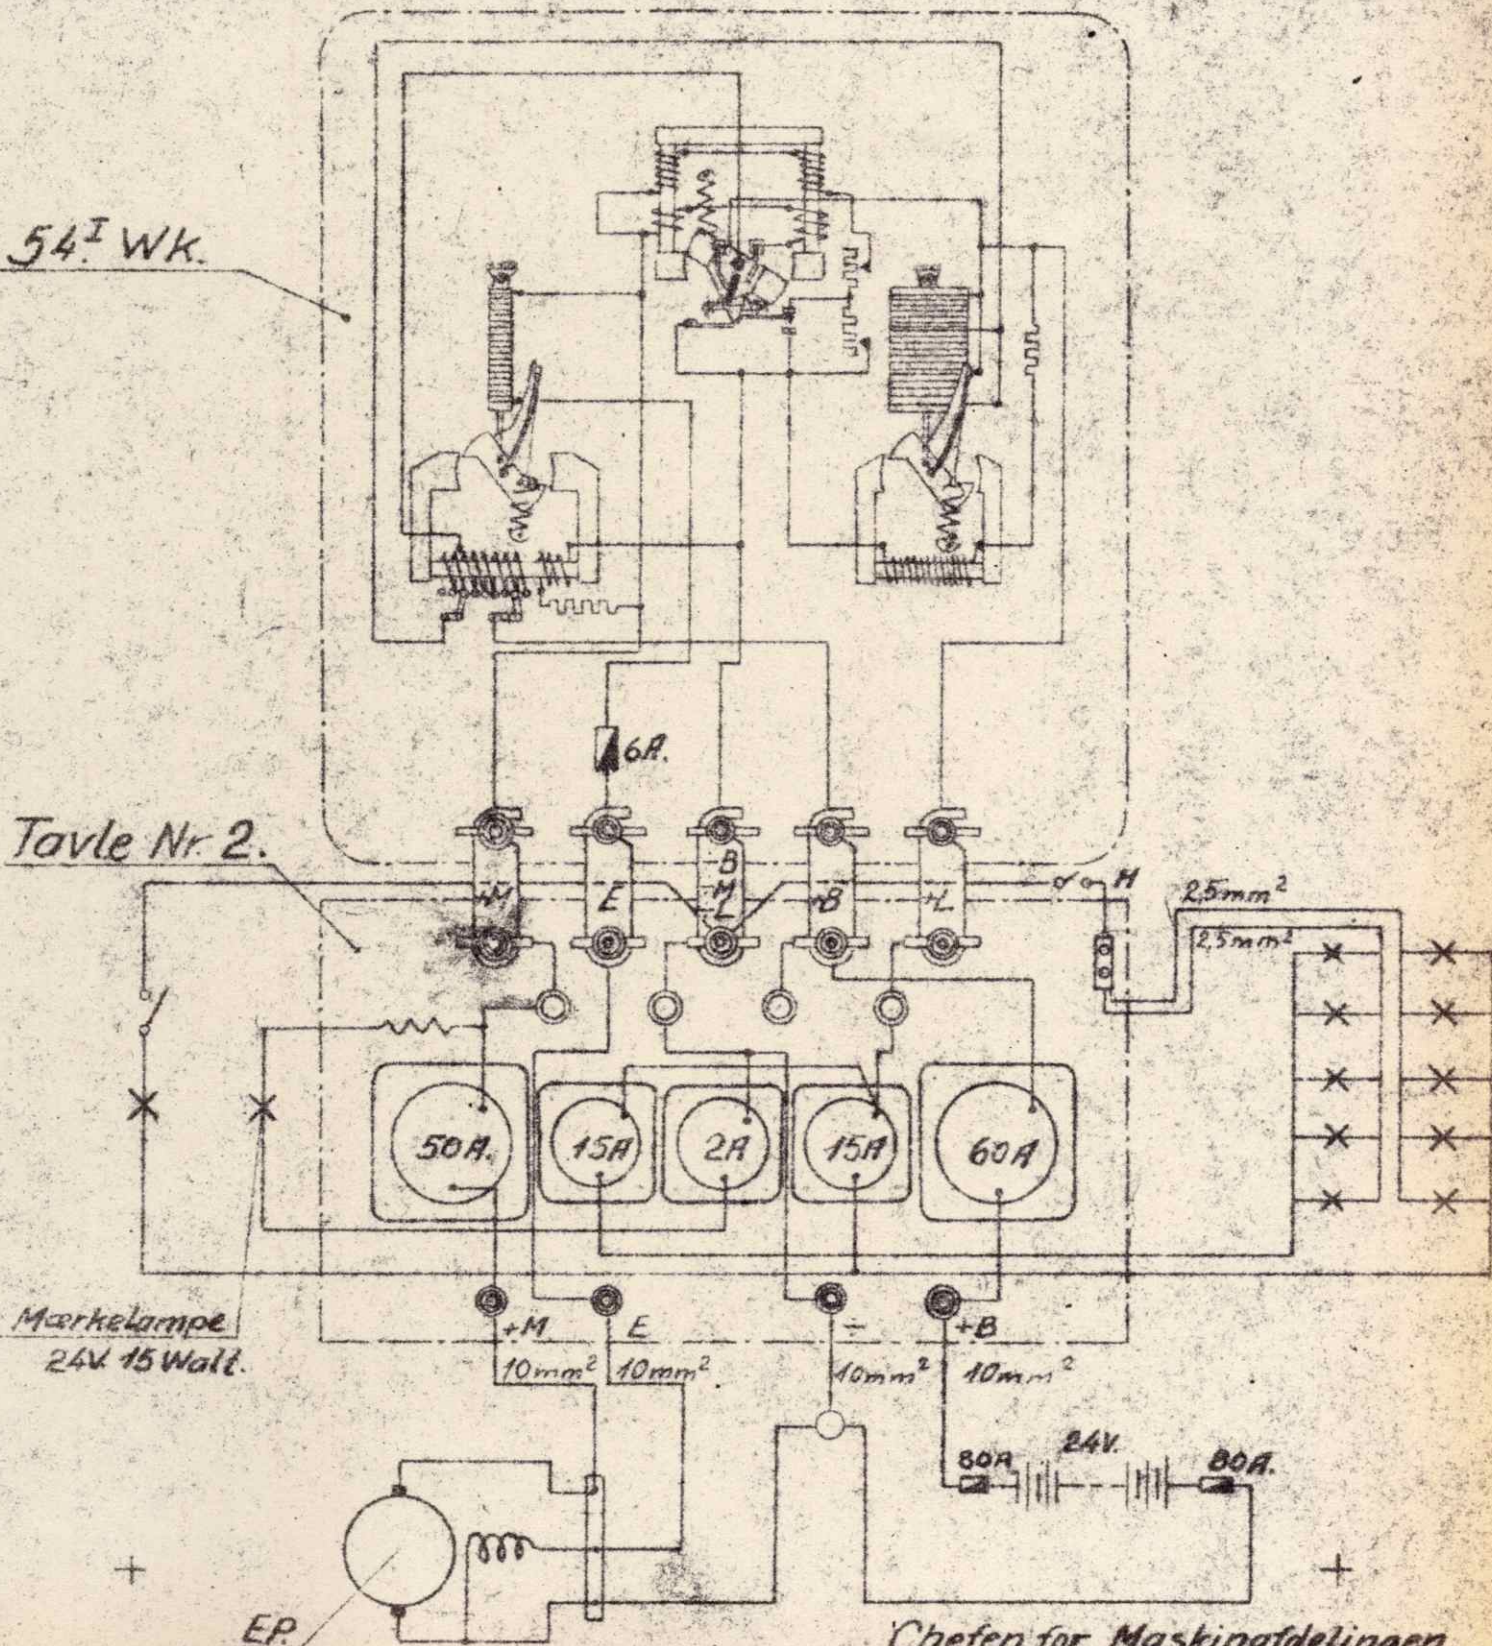 54.I WK.
6A.
Tavle Nr. 2.
+M
E
B
M
L
+B
+L
H
2,5mm²
2,5mm²
50A.
15A
2A
15A
60A
+M
E
÷
+B
Mærkelampe
24V. 15 Watt.
10mm²
10mm²
10mm²
10mm²
80A
24V.
80A.
EP.
Chefen for Maskinafdelingen